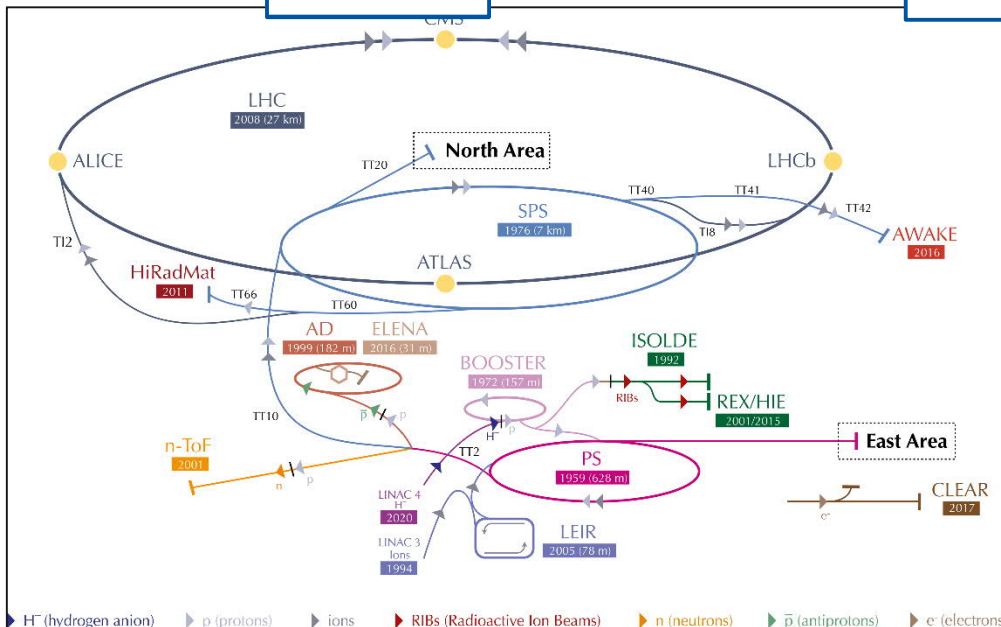 CMS
LHC
2008 (27 km)
ALICE
TT20
North Area
LHCb
TT40
TT41
TT42
SPS
1976 (7 km)
TI8
AWAKE
2016
TI2
ATLAS
HiRadMat
2011
TT66
TT60
AD
1999 (182 m)
ELENA
2016 (31 m)
ISOLDE
1992
BOOSTER
1972 (157 m)
RIBs
REX/HIE
2001/2015
p̅
p
TT10
H⁻
p
East Area
n-ToF
2001
n
p
TT2
PS
1959 (628 m)
LINAC 4
H⁻
2020
CLEAR
2017
e⁻
LINAC 3
Ions
1994
LEIR
2005 (78 m)
H⁻ (hydrogen anion) p (protons) ions RIBs (Radioactive Ion Beams) n (neutrons) p̅ (antiprotons) e⁻ (electrons